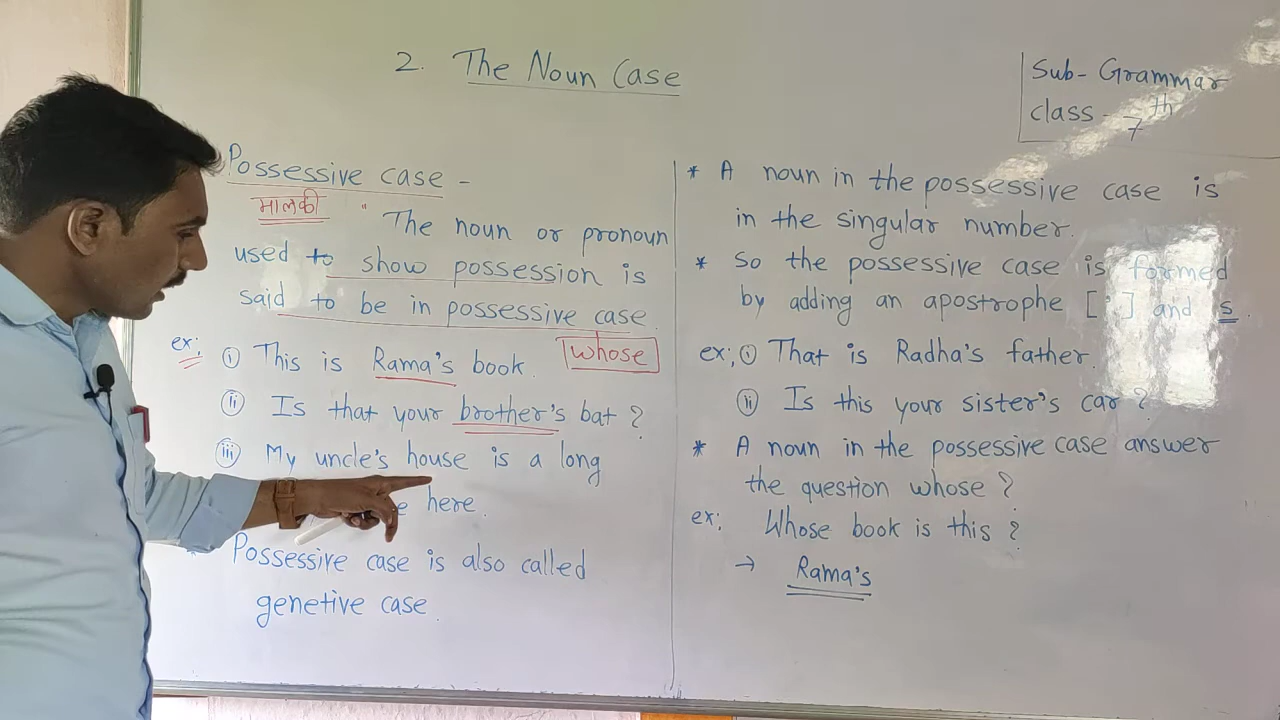 2. The Noun Case
Sub- Grammar
class - 7th
Possessive case -
मालकी " The noun or pronoun
used to show possession is
said to be in possessive case.
ex; (i) This is Rama's book. whose
(ii) Is that your brother's bat ?
(iii) My uncle's house is a long
here.
Possessive case is also called
genetive case.
* A noun in the possessive case is
in the singular number.
* So the possessive case is formed
by adding an apostrophe ['] and s.
ex; (i) That is Radha's father.
(ii) Is this your sister's car ?
* A noun in the possessive case answer
the question whose ?
ex; Whose book is this ?
→ Rama's